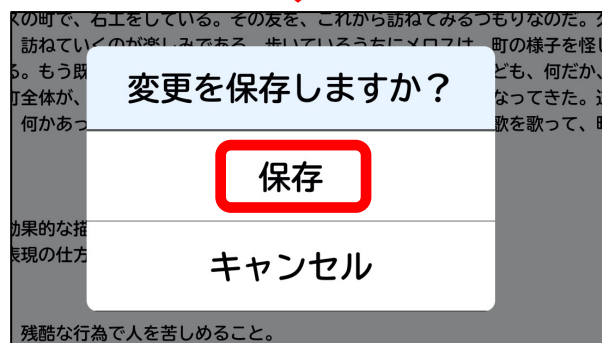 スの町で、石工をしている。その友を、これから訪ねてみるつもりなのだ。
訪ねていくのが楽しみである。歩いているうちにメロスは、町の様子を怪し
る。もう既
ども、何だか、
町全体が、
なってきた。
何かあっ
歌を歌って、
変更を保存しますか？
保存
キャンセル
効果的な描
表現の仕方
残酷な行為で人を苦しめること。